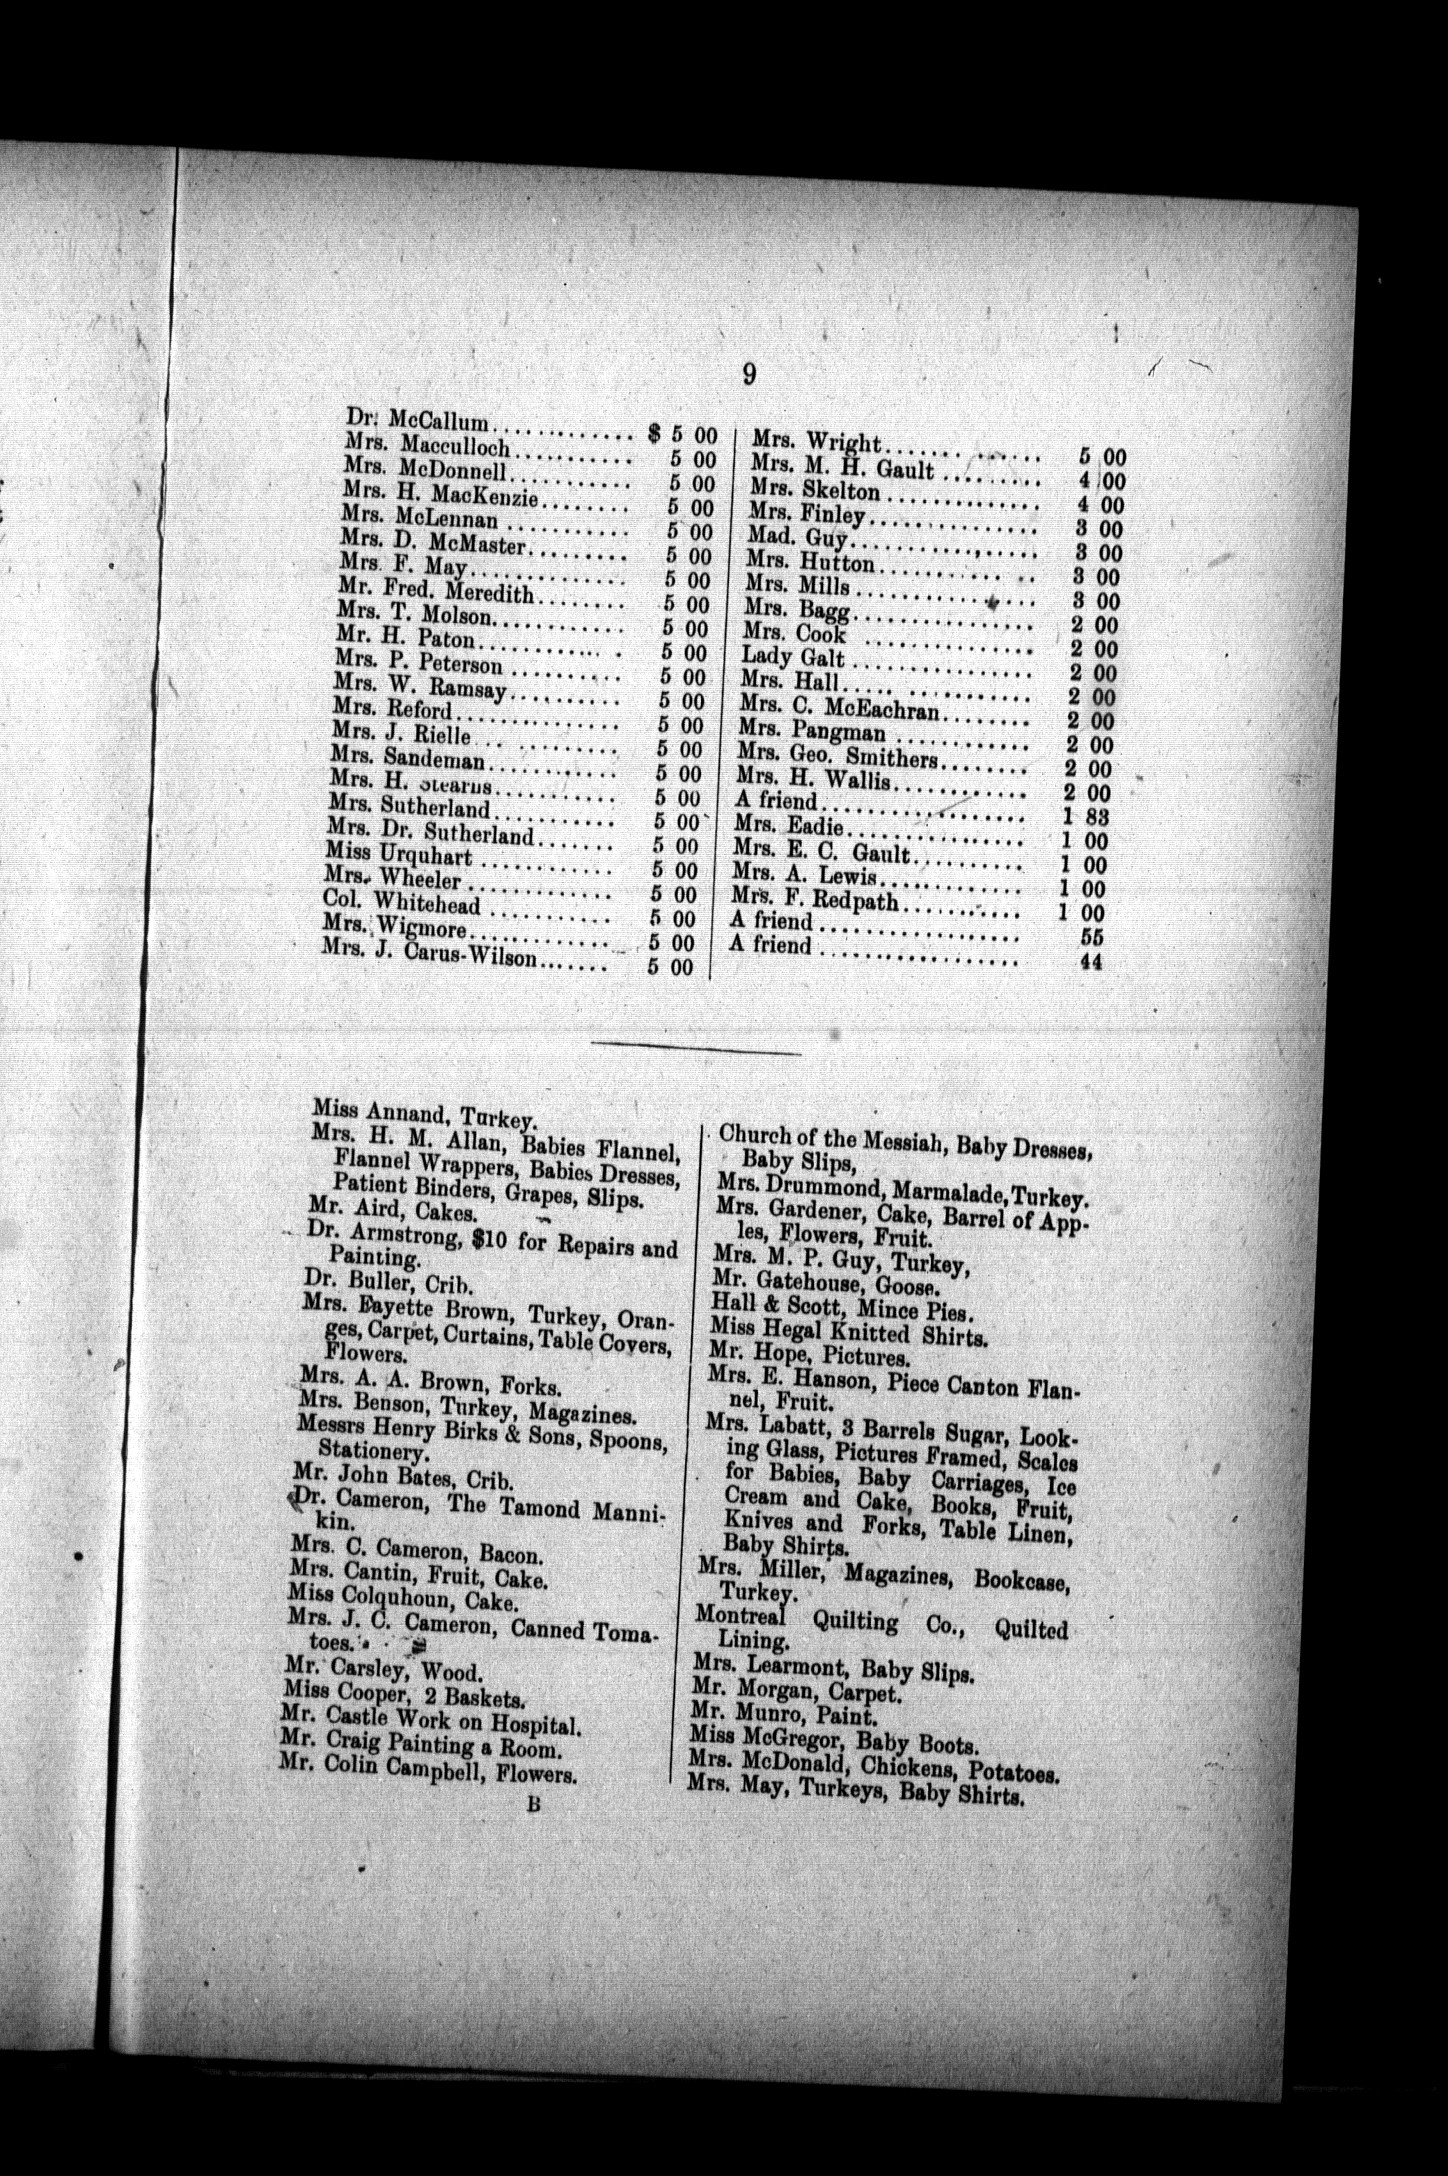 9
Dr. McCallum............. $ 5 00
Mrs. Macculloch........... 5 00
Mrs. McDonnell........... 5 00
Mrs. H. MacKenzie........ 5 00
Mrs. McLennan ........... 5 00
Mrs. D. McMaster......... 5 00
Mrs. F. May.............. 5 00
Mr. Fred. Meredith........ 5 00
Mrs. T. Molson............ 5 00
Mr. H. Paton............. 5 00
Mrs. P. Peterson .......... 5 00
Mrs. W. Ramsay.......... 5 00
Mrs. Reford............... 5 00
Mrs. J. Rielle... ......... 5 00
Mrs. Sandeman............ 5 00
Mrs. H. Stearns........... 5 00
Mrs. Sutherland........... 5 00
Mrs. Dr. Sutherland....... 5 00
Miss Urquhart ............ 5 00
Mrs. Wheeler ............. 5 00
Col. Whitehead ........... 5 00
Mrs. Wigmore............. 5 00
Mrs. J. Carus-Wilson....... 5 00
Mrs. Wright....... ...... 5 00
Mrs. M. H. Gault ......... 4 00
Mrs. Skelton .............. 4 00
Mrs. Finley............... 3 00
Mad. Guy................. 3 00
Mrs. Hutton........... .. 3 00
Mrs. Mills ................ 3 00
Mrs. Bagg................ 2 00
Mrs. Cook ............... 2 00
Lady Galt ................ 2 00
Mrs. Hall..... ........... 2 00
Mrs. C. McEachran........ 2 00
Mrs. Pangman ............ 2 00
Mrs. Geo. Smithers........ 2 00
Mrs. H. Wallis............ 2 00
A friend.................. 1 83
Mrs. Eadie................ 1 00
Mrs. E. C. Gault.......... 1 00
Mrs. A. Lewis............. 1 00
Mrs. F. Redpath........... 1 00
A friend .................. 55
A friend .................. 44
Miss Annand, Turkey.
Mrs. H. M. Allan, Babies Flannel,
Flannel Wrappers, Babies Dresses,
Patient Binders, Grapes, Slips.
Mr. Aird, Cakes.
Dr. Armstrong, $10 for Repairs and
Painting.
Dr. Buller, Crib.
Mrs. Fayette Brown, Turkey, Oran-
ges, Carpet, Curtains, Table Covers,
Flowers.
Mrs. A. A. Brown, Forks.
Mrs. Benson, Turkey, Magazines.
Messrs Henry Birks & Sons, Spoons,
Stationery.
Mr. John Bates, Crib.
Dr. Cameron, The Tamond Manni-
kin.
Mrs. C. Cameron, Bacon.
Mrs. Cantin, Fruit, Cake.
Miss Colquhoun, Cake.
Mrs. J. C. Cameron, Canned Toma-
toes.
Mr. Carsley, Wood.
Miss Cooper, 2 Baskets.
Mr. Castle Work on Hospital.
Mr. Craig Painting a Room.
Mr. Colin Campbell, Flowers.
Church of the Messiah, Baby Dresses,
Baby Slips,
Mrs. Drummond, Marmalade, Turkey.
Mrs. Gardener, Cake, Barrel of App-
les, Flowers, Fruit.
Mrs. M. P. Guy, Turkey,
Mr. Gatehouse, Goose.
Hall & Scott, Mince Pies.
Miss Hegal Knitted Shirts.
Mr. Hope, Pictures.
Mrs. E. Hanson, Piece Canton Flan-
nel, Fruit.
Mrs. Labatt, 3 Barrels Sugar, Look-
ing Glass, Pictures Framed, Scales
for Babies, Baby Carriages, Ice
Cream and Cake, Books, Fruit,
Knives and Forks, Table Linen,
Baby Shirts.
Mrs. Miller, Magazines, Bookcase,
Turkey.
Montreal Quilting Co., Quilted
Lining.
Mrs. Learmont, Baby Slips.
Mr. Morgan, Carpet.
Mr. Munro, Paint.
Miss McGregor, Baby Boots.
Mrs. McDonald, Chickens, Potatoes.
Mrs. May, Turkeys, Baby Shirts.
B